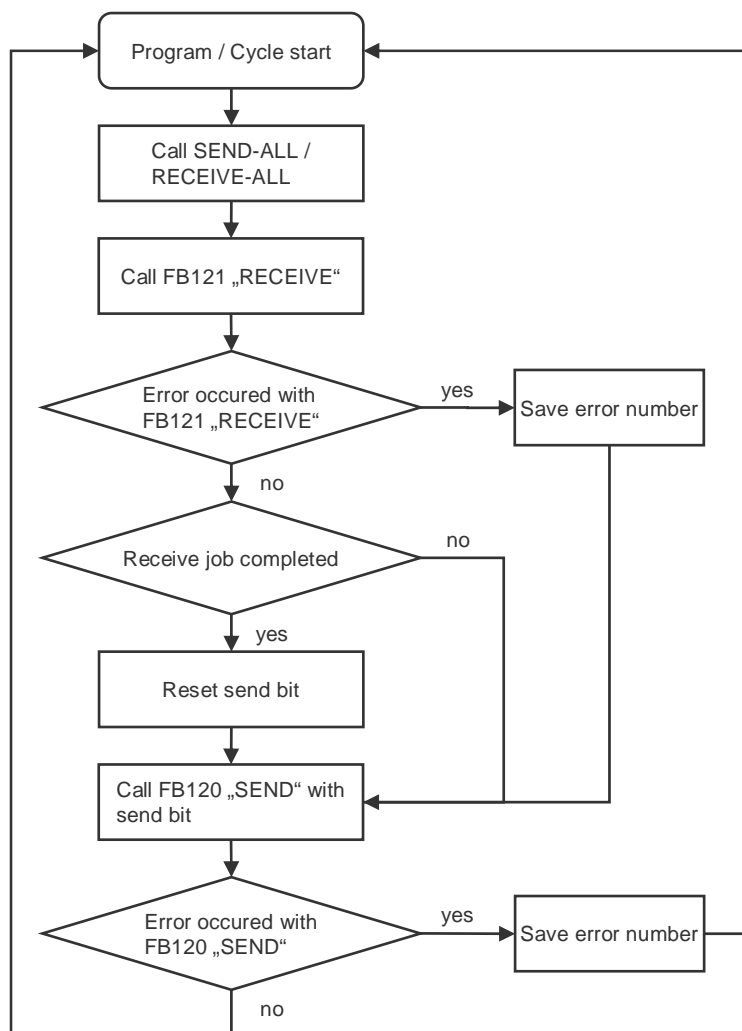 Program / Cycle start
Call SEND-ALL /
RECEIVE-ALL
Call FB121 „RECEIVE“
Error occured with
FB121 „RECEIVE“
yes
Save error number
no
Receive job completed
no
yes
Reset send bit
Call FB120 „SEND“ with
send bit
Error occured with
FB120 „SEND“
yes
Save error number
no